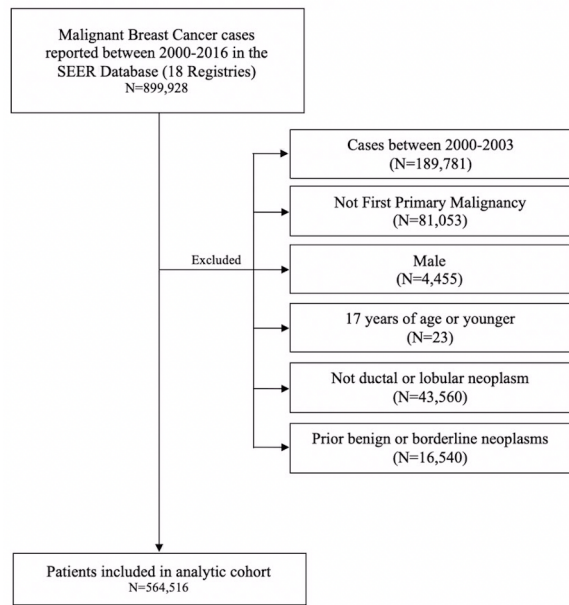 Malignant Breast Cancer cases
reported between 2000-2016 in the
SEER Database (18 Registries)
N=899,928
Cases between 2000-2003
(N=189,781)
Not First Primary Malignancy
(N=81,053)
Excluded
Male
(N=4,455)
17 years of age or younger
(N=23)
Not ductal or lobular neoplasm
(N=43,560)
Prior benign or borderline neoplasms
(N=16,540)
Patients included in analytic cohort
N=564,516